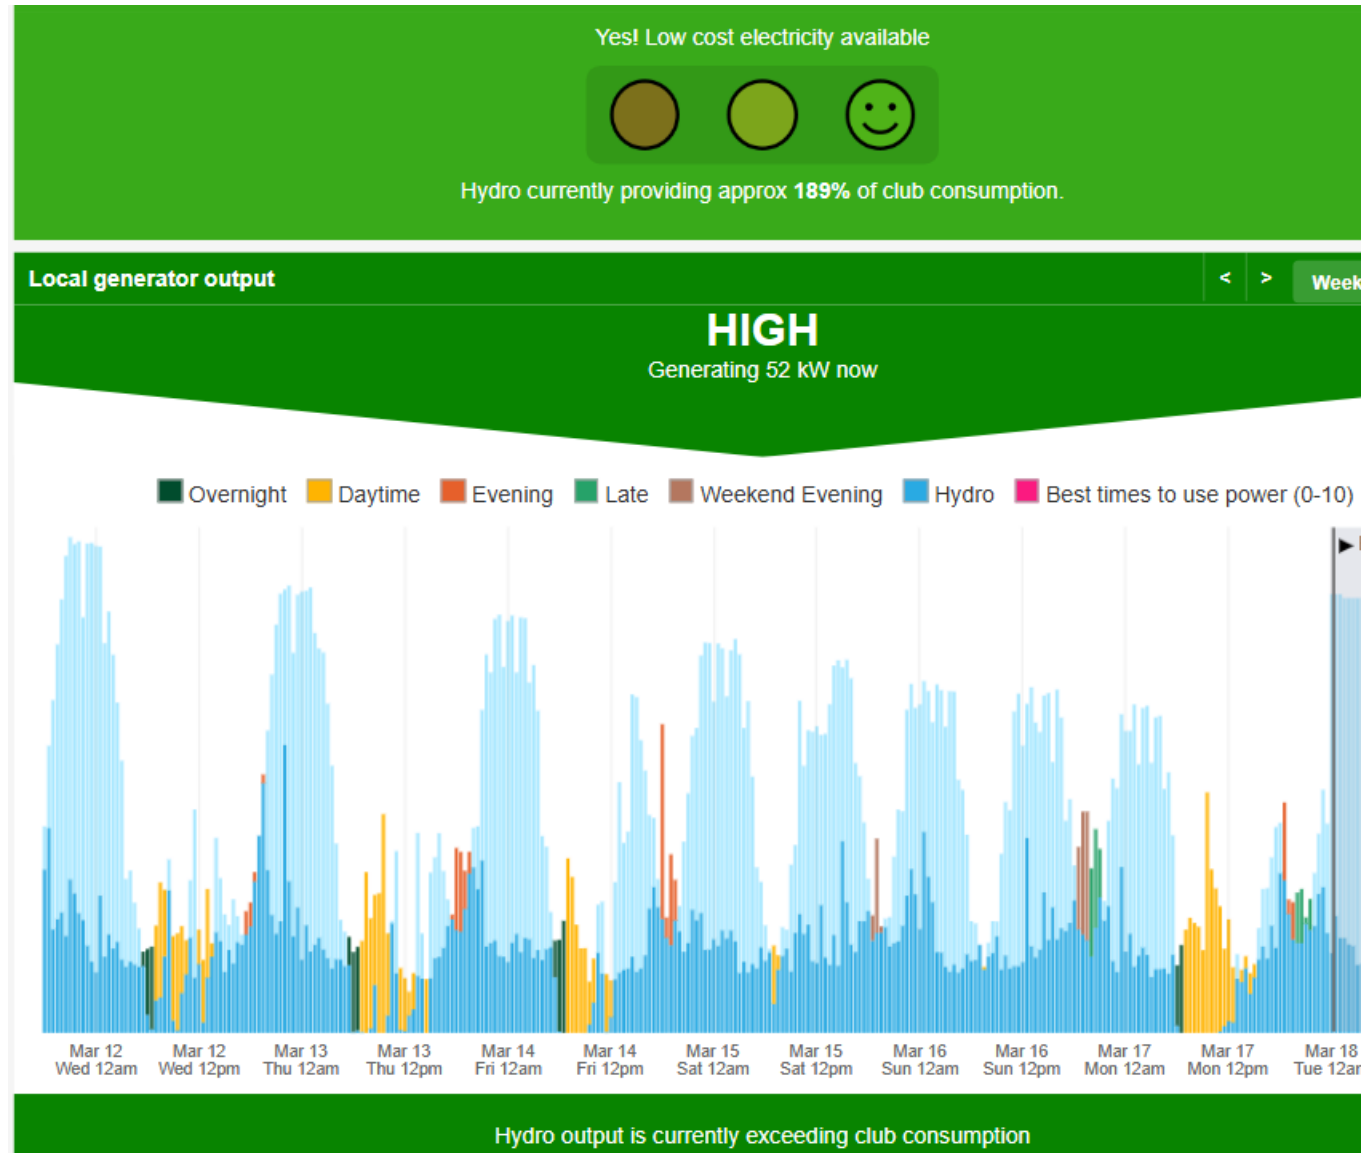 Yes! Low cost electricity available
Hydro currently providing approx 189% of club consumption.
Local generator output
< > Week
HIGH
Generating 52 kW now
Overnight Daytime Evening Late Weekend Evening Hydro Best times to use power (0-10)
Mar 12 Mar 12 Mar 13 Mar 13 Mar 14 Mar 14 Mar 15 Mar 15 Mar 16 Mar 16 Mar 17 Mar 17 Mar 18
Wed 12am Wed 12pm Thu 12am Thu 12pm Fri 12am Fri 12pm Sat 12am Sat 12pm Sun 12am Sun 12pm Mon 12am Mon 12pm Tue 12a
Hydro output is currently exceeding club consumption